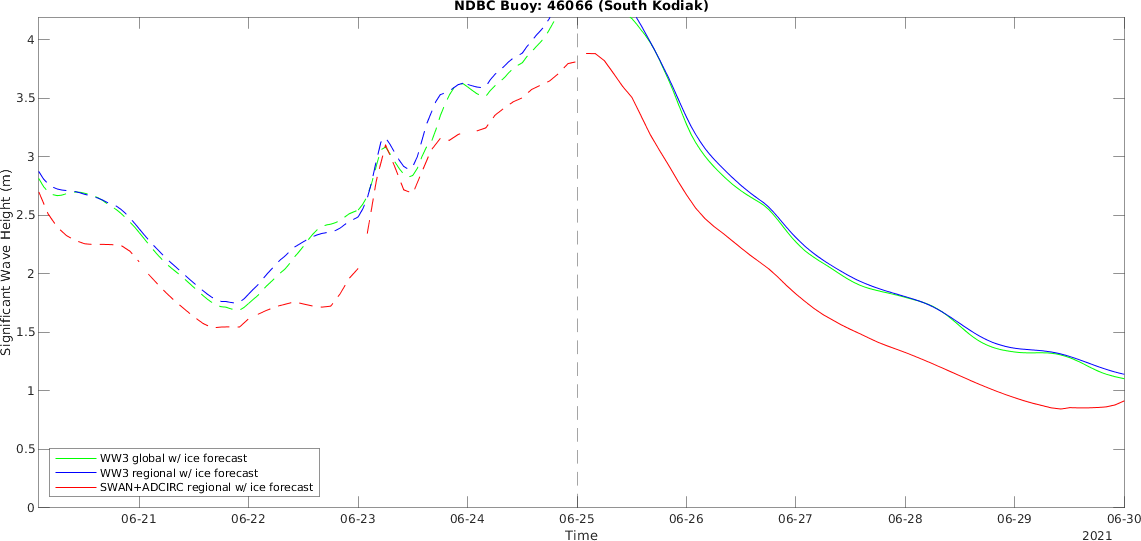 NDBC Buoy: 46066 (South Kodiak)
Significant Wave Height (m)
4
3.5
3
2.5
2
1.5
1
0.5
0
WW3 global w/ ice forecast
WW3 regional w/ ice forecast
SWAN+ADCIRC regional w/ ice forecast
06-21 06-22 06-23 06-24 06-25 06-26 06-27 06-28 06-29 06-30
Time
2021